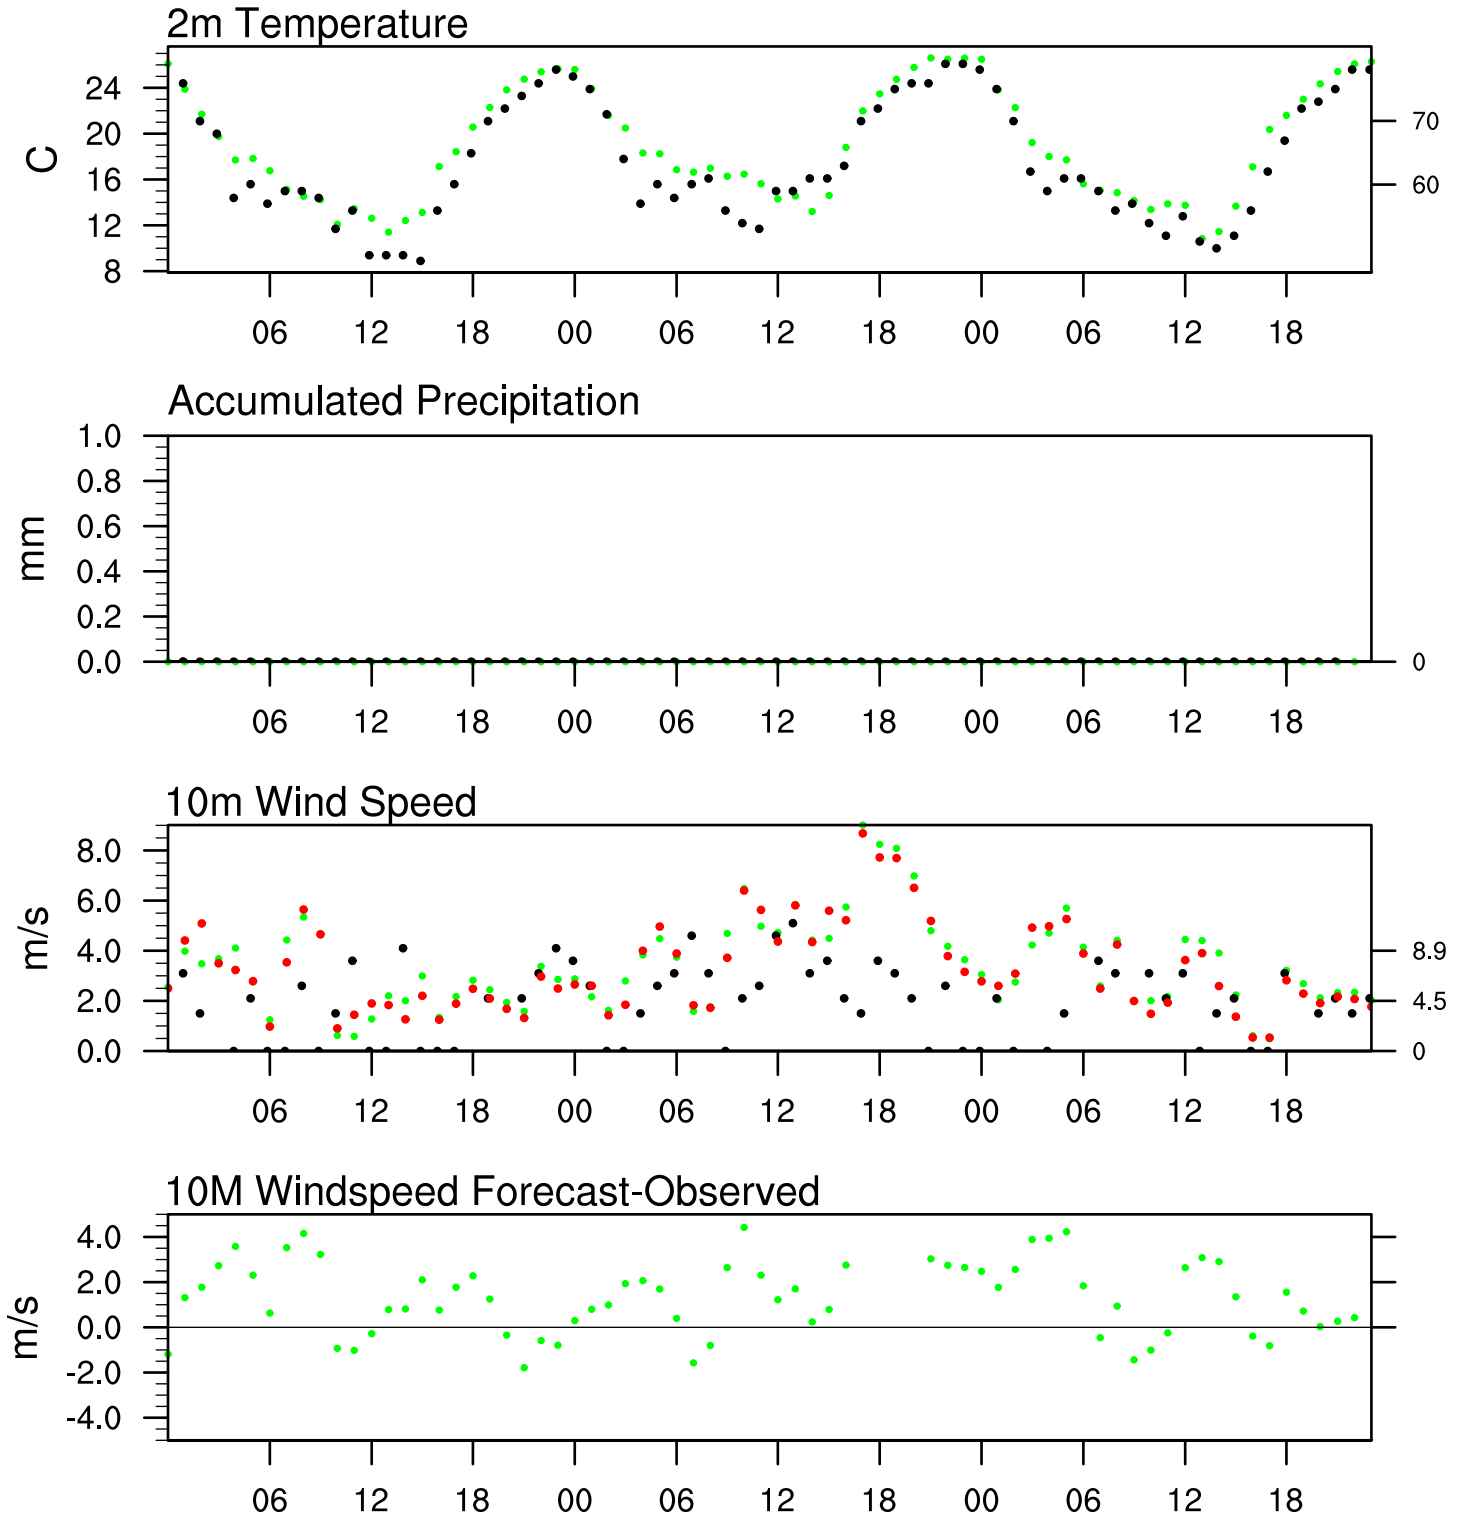 2m Temperature
24
20
16
12
8
C
70
60
06 12 18 00 06 12 18 00 06 12 18
Accumulated Precipitation
1.0
0.8
0.6
0.4
0.2
0.0
mm
0
06 12 18 00 06 12 18 00 06 12 18
10m Wind Speed
8.0
6.0
4.0
2.0
0.0
m/s
8.9
4.5
0
06 12 18 00 06 12 18 00 06 12 18
10M Windspeed Forecast-Observed
4.0
2.0
0.0
-2.0
-4.0
m/s
06 12 18 00 06 12 18 00 06 12 18